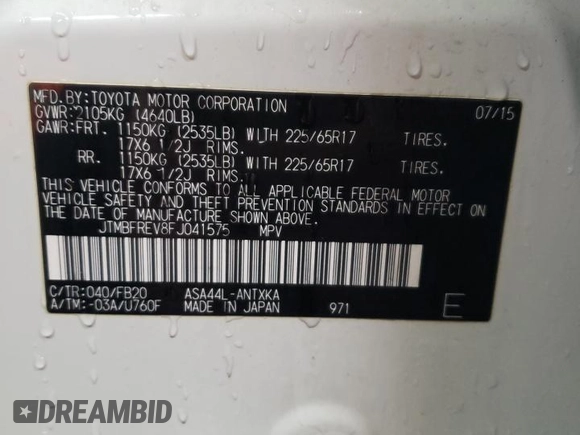 MFD.BY:TOYOTA MOTOR CORPORATION 07/15
GVWR:2105KG (4640LB)
GAWR:FRT. 1150KG (2535LB) WITH 225/65R17 TIRES.
17X6 1/2J RIMS.
RR. 1150KG (2535LB) WITH 225/65R17 TIRES.
17X6 1/2J RIMS.
THIS VEHICLE CONFORMS TO ALL APPLICABLE FEDERAL MOTOR
VEHICLE SAFETY AND THEFT PREVENTION STANDARDS IN EFFECT ON
THE DATE OF MANUFACTURE SHOWN ABOVE.
JTMBFREV8FJ041575 MPV
C/TR:040/FB20 ASA44L-ANTXKA
A/TM:-03A/U760F MADE IN JAPAN 971 E
DREAMBID